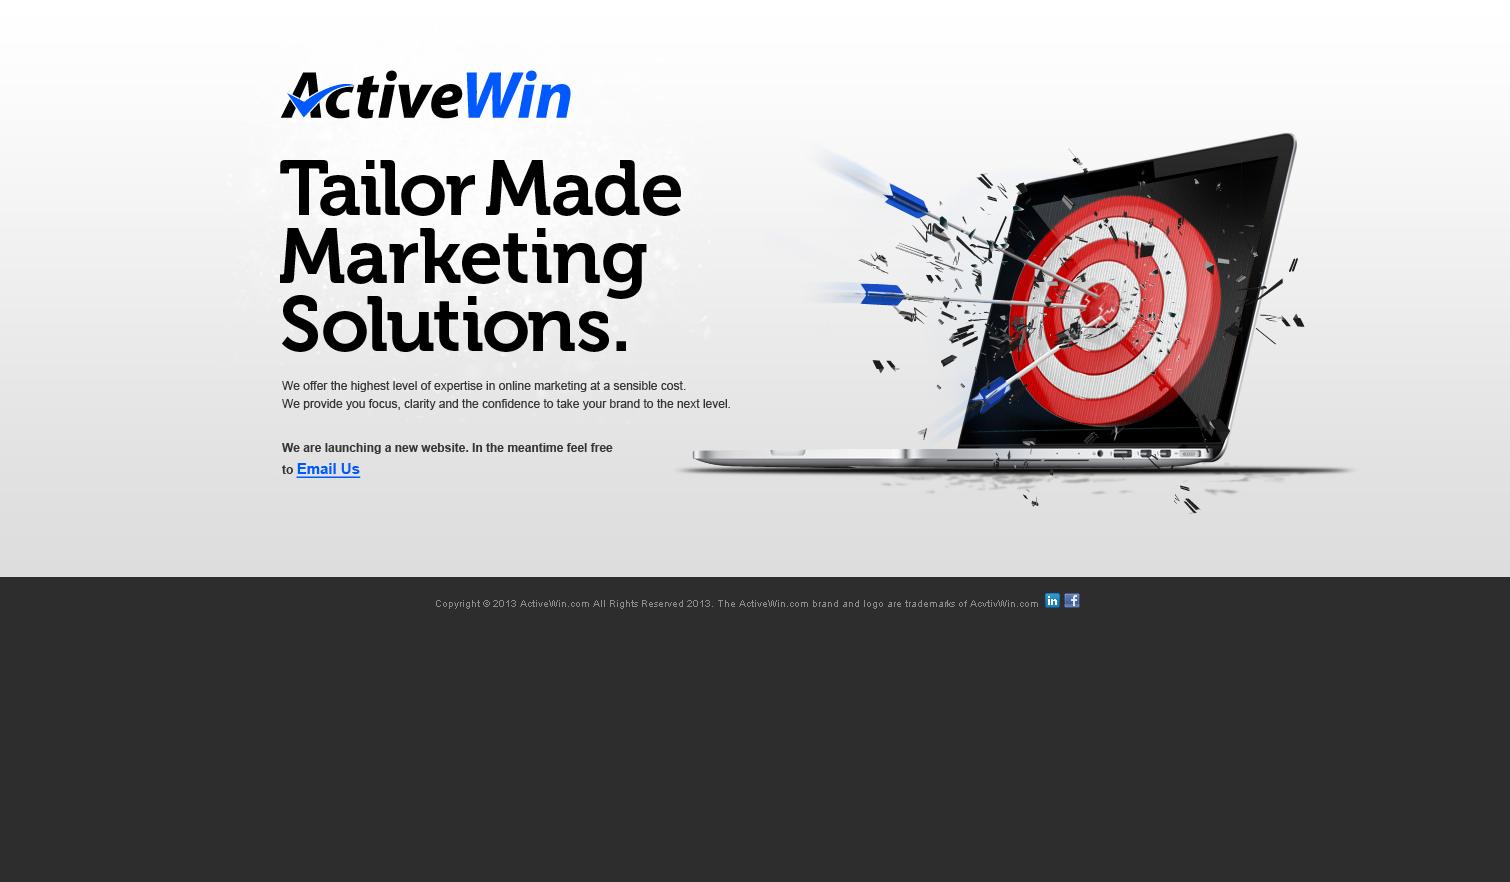 ActiveWin
Tailor Made
Marketing
Solutions.
We offer the highest level of expertise in online marketing at a sensible cost.
We provide you focus, clarity and the confidence to take your brand to the next level.
We are launching a new website. In the meantime feel free
to Email Us
Copyright © 2013 ActiveWin.com All Rights Reserved 2013. The ActiveWin.com brand and logo are trademarks of AcvtivWin.com in f